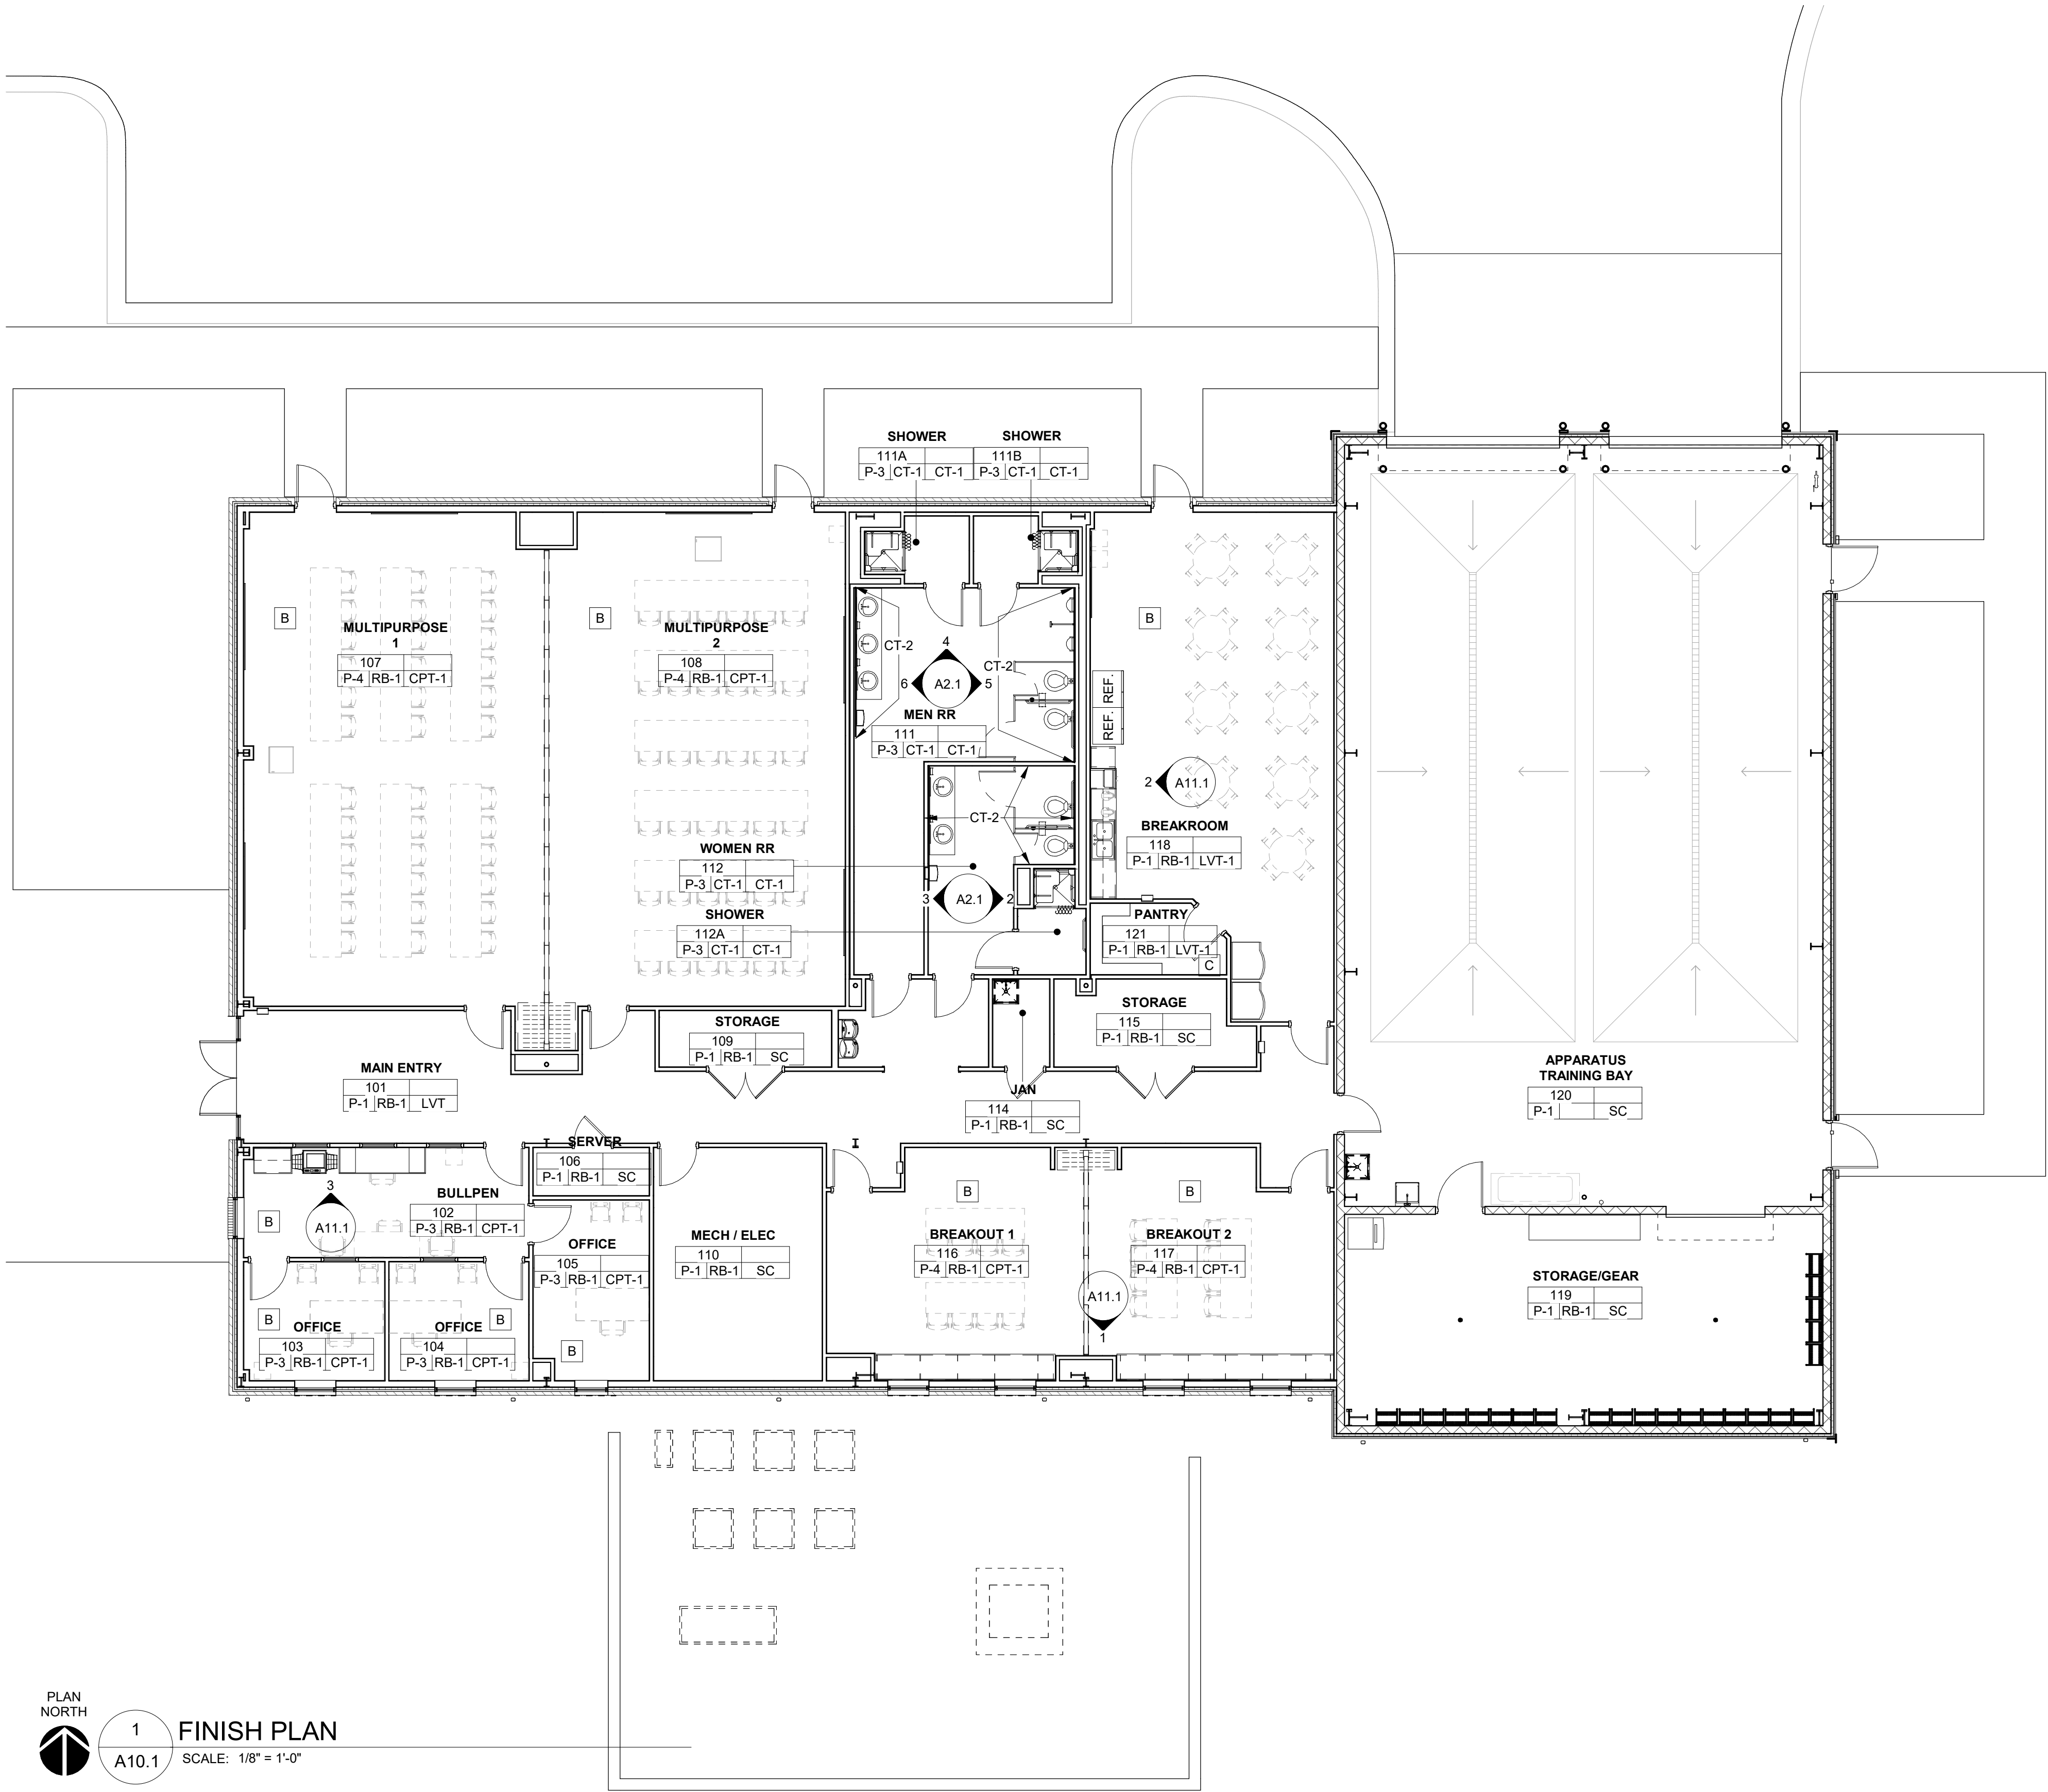 SHOWER
111A
P-3 CT-1 CT-1
SHOWER
111B
P-3 CT-1 CT-1
B
MULTIPURPOSE
1
107
P-4 RB-1 CPT-1
B
MULTIPURPOSE
2
108
P-4 RB-1 CPT-1
CT-2
4
CT-2
6 A2.1 5
MEN RR
111
P-3 CT-1 CT-1
B
REF. REF.
2 A11.1
BREAKROOM
118
P-1 RB-1 LVT-1
CT-2
WOMEN RR
112
P-3 CT-1 CT-1
3 A2.1 2
SHOWER
112A
P-3 CT-1 CT-1
PANTRY
121
P-1 RB-1 LVT-1
C
STORAGE
109
P-1 RB-1 SC
STORAGE
115
P-1 RB-1 SC
MAIN ENTRY
101
P-1 RB-1 LVT
JAN
114
P-1 RB-1 SC
APPARATUS
TRAINING BAY
120
P-1 SC
SERVER
106
P-1 RB-1 SC
3
A11.1
B
BULLPEN
102
P-3 RB-1 CPT-1
OFFICE
105
P-3 RB-1 CPT-1
B
MECH / ELEC
110
P-1 RB-1 SC
B
BREAKOUT 1
116
P-4 RB-1 CPT-1
B
BREAKOUT 2
117
P-4 RB-1 CPT-1
A11.1
1
STORAGE/GEAR
119
P-1 RB-1 SC
B
OFFICE
103
P-3 RB-1 CPT-1
B
OFFICE
104
P-3 RB-1 CPT-1
PLAN
NORTH
1
A10.1
FINISH PLAN
SCALE: 1/8" = 1'-0"